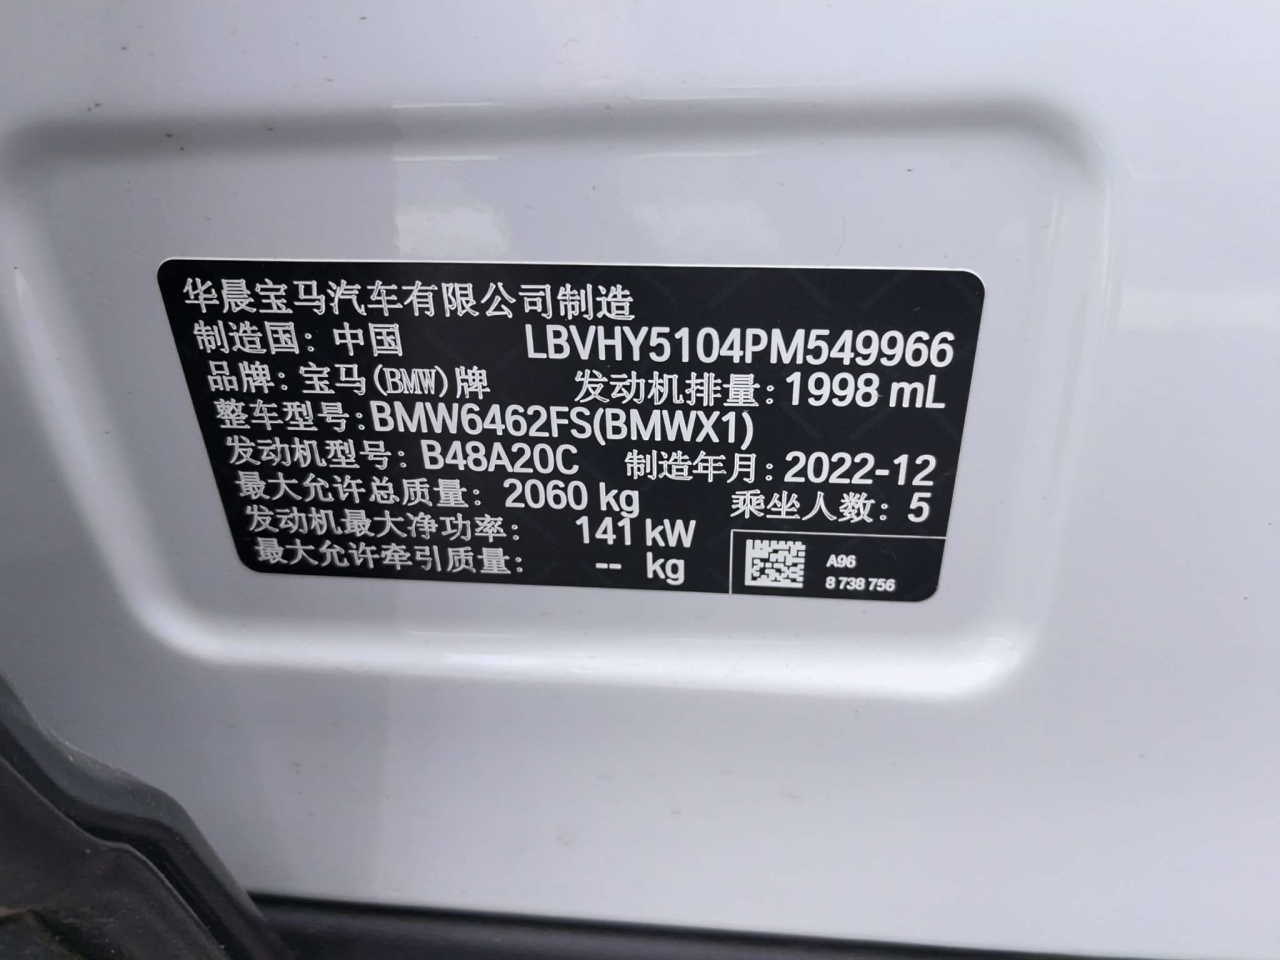 华晨宝马汽车有限公司制造
制造国：中国 LBVHY5104PM549966
品牌：宝马(BMW)牌 发动机排量：1998 mL
整车型号：BMW6462FS(BMWX1)
发动机型号：B48A20C 制造年月：2022-12
最大允许总质量：2060 kg 乘坐人数：5
发动机最大净功率：141 kW
最大允许牵引质量：-- kg
A96
8 738 756